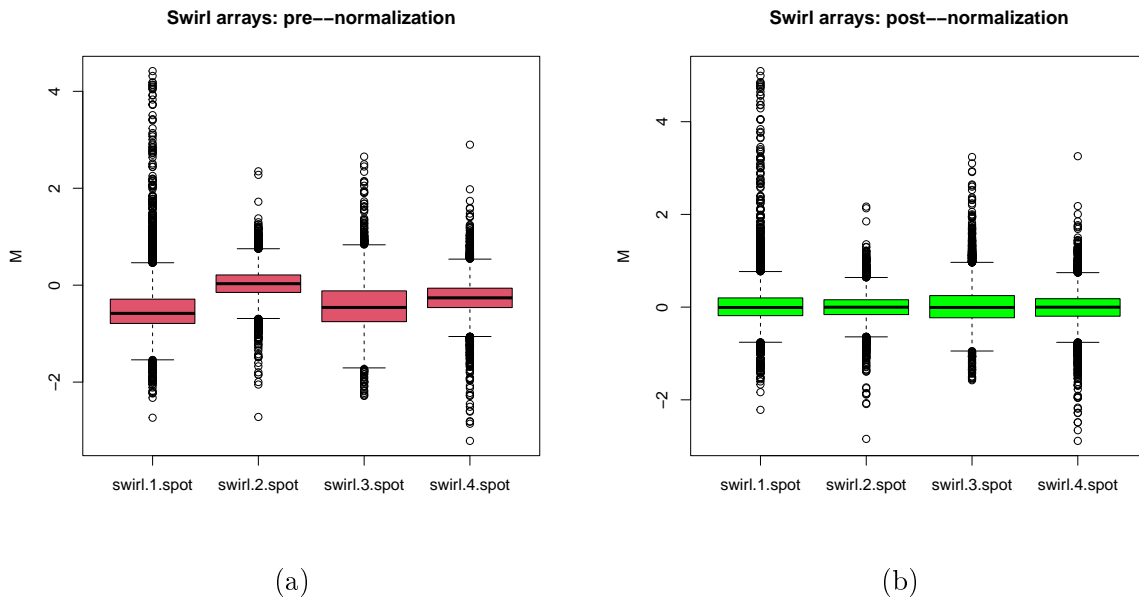 Swirl arrays: pre−−normalization
M
4
2
0
−2
swirl.1.spot swirl.2.spot swirl.3.spot swirl.4.spot
(a)
Swirl arrays: post−−normalization
M
4
2
0
−2
swirl.1.spot swirl.2.spot swirl.3.spot swirl.4.spot
(b)